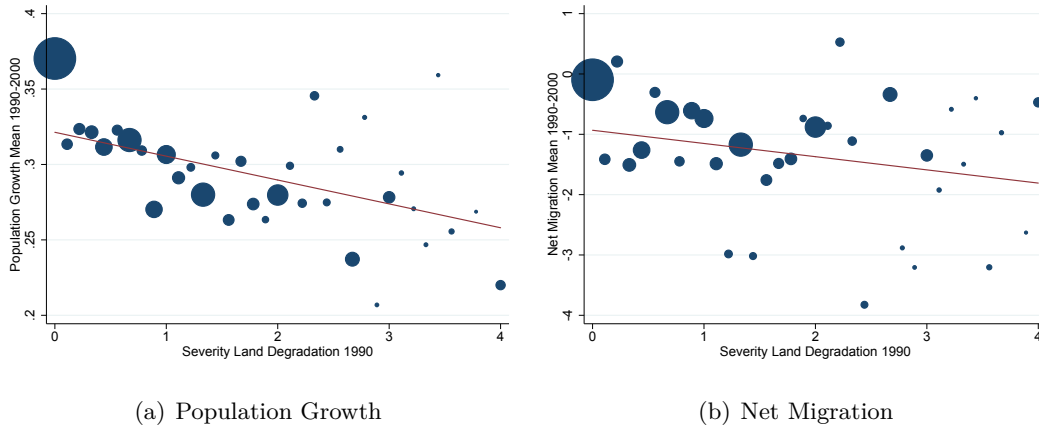 .4
.35
.3
.25
.2
Population Growth Mean 1990-2000
0 1 2 3 4
Severity Land Degradation 1990
(a) Population Growth
1
0
-1
-2
-3
-4
Net Migration Mean 1990-2000
0 1 2 3 4
Severity Land Degradation 1990
(b) Net Migration